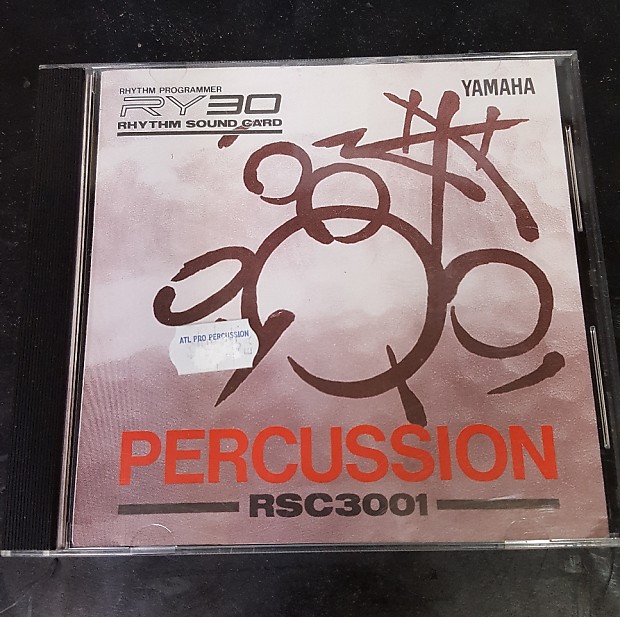 RHYTHM PROGRAMMER
RY30
RHYTHM SOUND CARD
YAMAHA
ATL PRO PERCUSSION
PERCUSSION
RSC3001